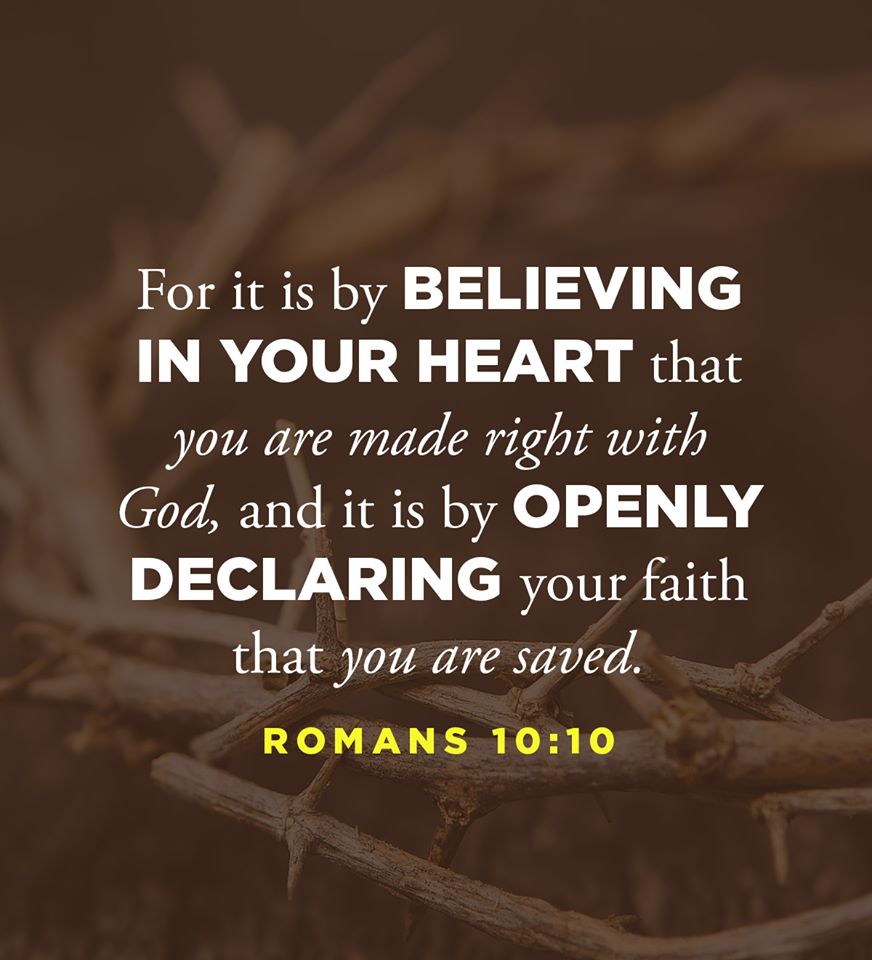 For it is by BELIEVING
IN YOUR HEART that
you are made right with
God, and it is by OPENLY
DECLARING your faith
that you are saved.
ROMANS 10:10